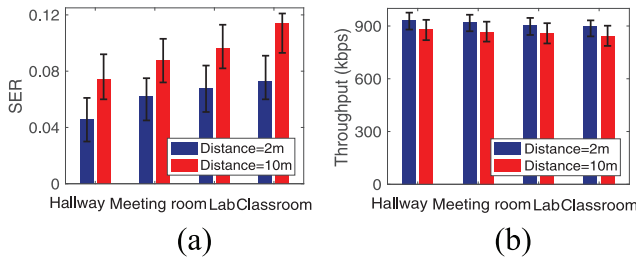 SER
0.12
0.08
0.04
0
Distance=2m
Distance=10m
Hallway Meeting room Lab Classroom
(a)
Throughput (kbps)
900
600
300
0
Distance=2m
Distance=10m
Hallway Meeting room Lab Classroom
(b)